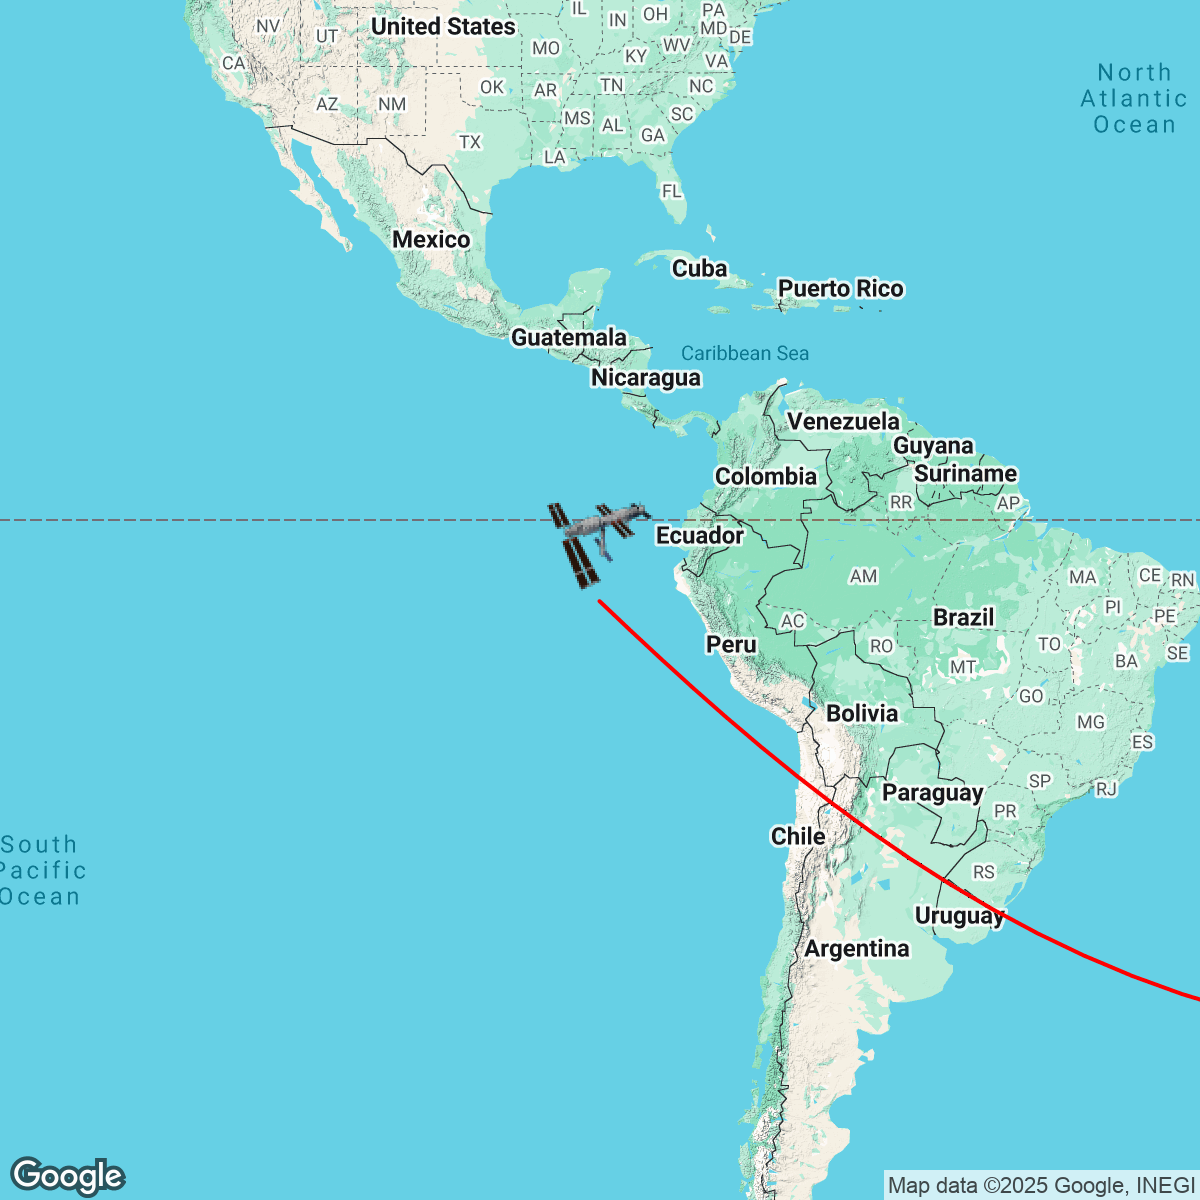 IL
IN
OH
PA
NV
UT
United States
MD
DE
MO
WV
KY
CA
VA
OK
AR
TN
NC
AZ
NM
MS
AL
SC
GA
TX
LA
FL
North
Atlantic
Ocean
Mexico
Cuba
Puerto Rico
Guatemala
Caribbean Sea
Nicaragua
Venezuela
Guyana
Colombia
Suriname
RR
AP
Ecuador
AM
MA
CE
RN
PI
PE
Brazil
AC
Peru
RO
TO
SE
MT
BA
GO
Bolivia
MG
ES
SP
RJ
Paraguay
PR
Chile
South
Pacific
Ocean
RS
Uruguay
Argentina
Google
Map data ©2025 Google, INEGI